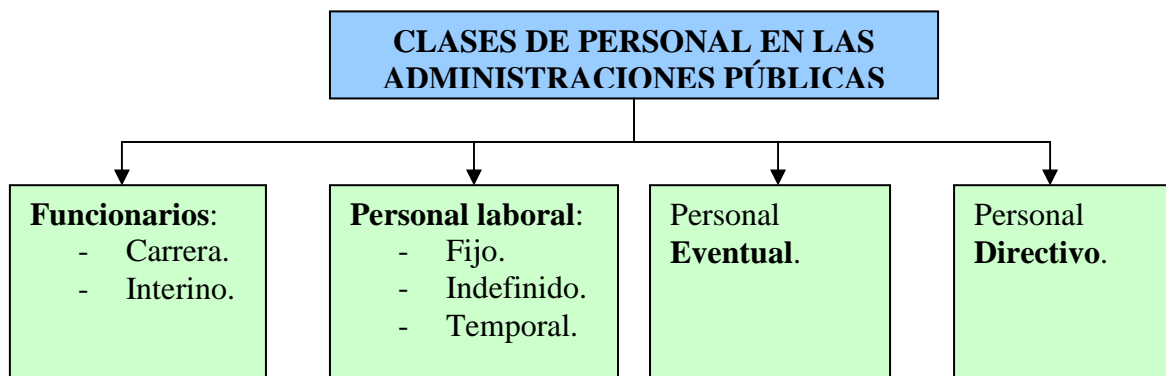 CLASES DE PERSONAL EN LAS
ADMINISTRACIONES PÚBLICAS
Funcionarios:
- Carrera.
- Interino.
Personal laboral:
- Fijo.
- Indefinido.
- Temporal.
Personal
Eventual.
Personal
Directivo.